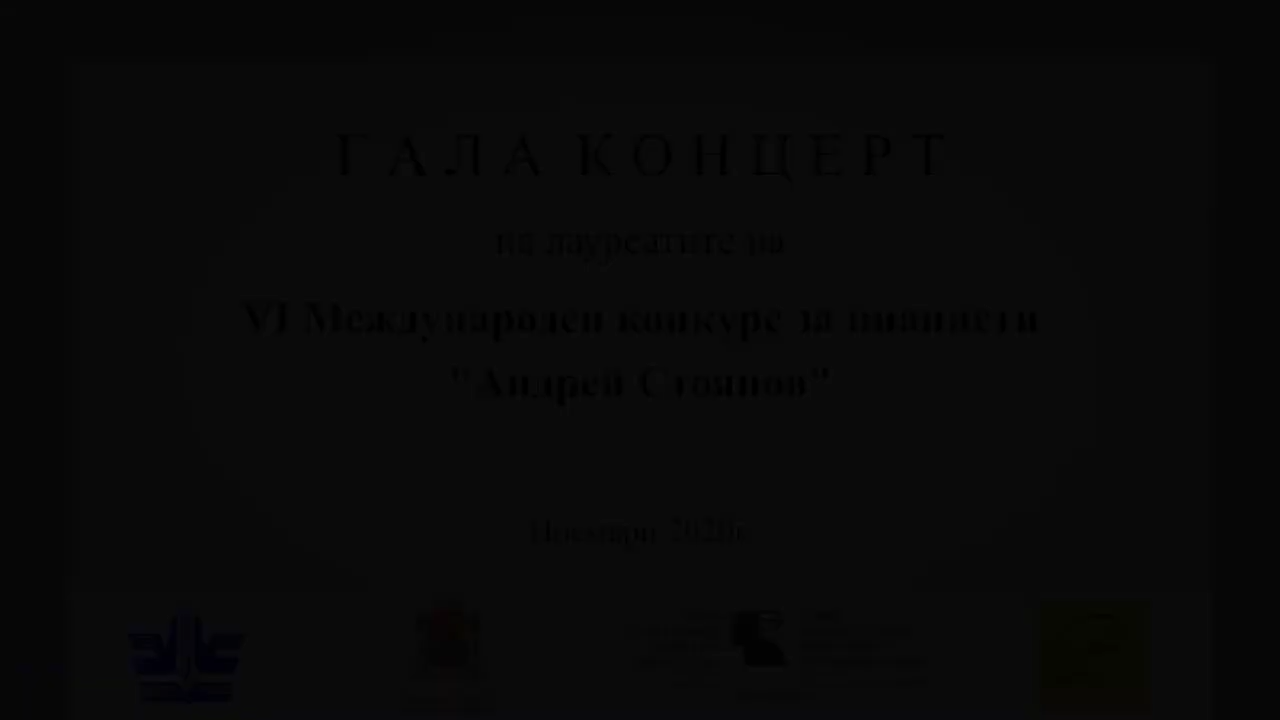 ГАЛА КОНЦЕРТ
на лауреатите на
VI Международен конкурс за пианисти
"Андрей Стоянов"
Ноември 2020г.